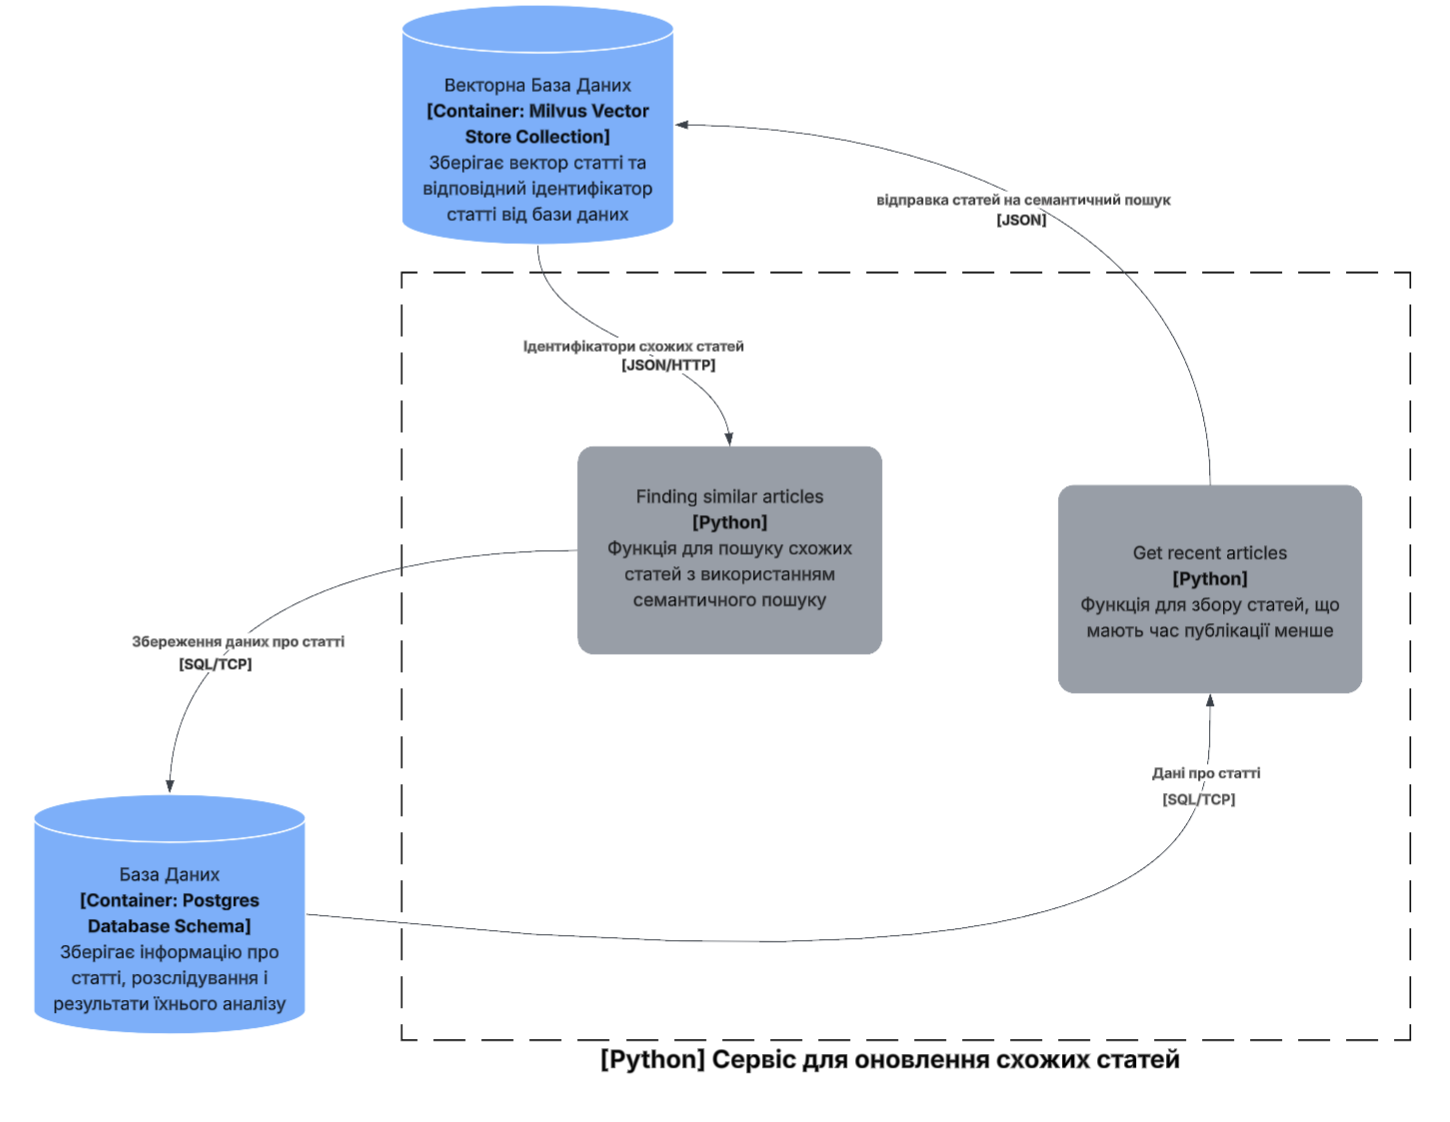 Векторна База Даних
[Container: Milvus Vector
Store Collection]
Зберігає вектор статті та
відповідний ідентифікатор
статті від бази даних
відправка статей на семантичний пошук
[JSON]
Ідентифікатори схожих статей
[JSON/HTTP]
Finding similar articles
[Python]
Функція для пошуку схожих
статей з використанням
семантичного пошуку
Get recent articles
[Python]
Функція для збору статей, що
мають час публікації менше
Збереження даних про статті
[SQL/TCP]
Дані про статті
[SQL/TCP]
База Даних
[Container: Postgres
Database Schema]
Зберігає інформацію про
статті, розслідування і
результати їхнього аналізу
[Python] Сервіс для оновлення схожих статей